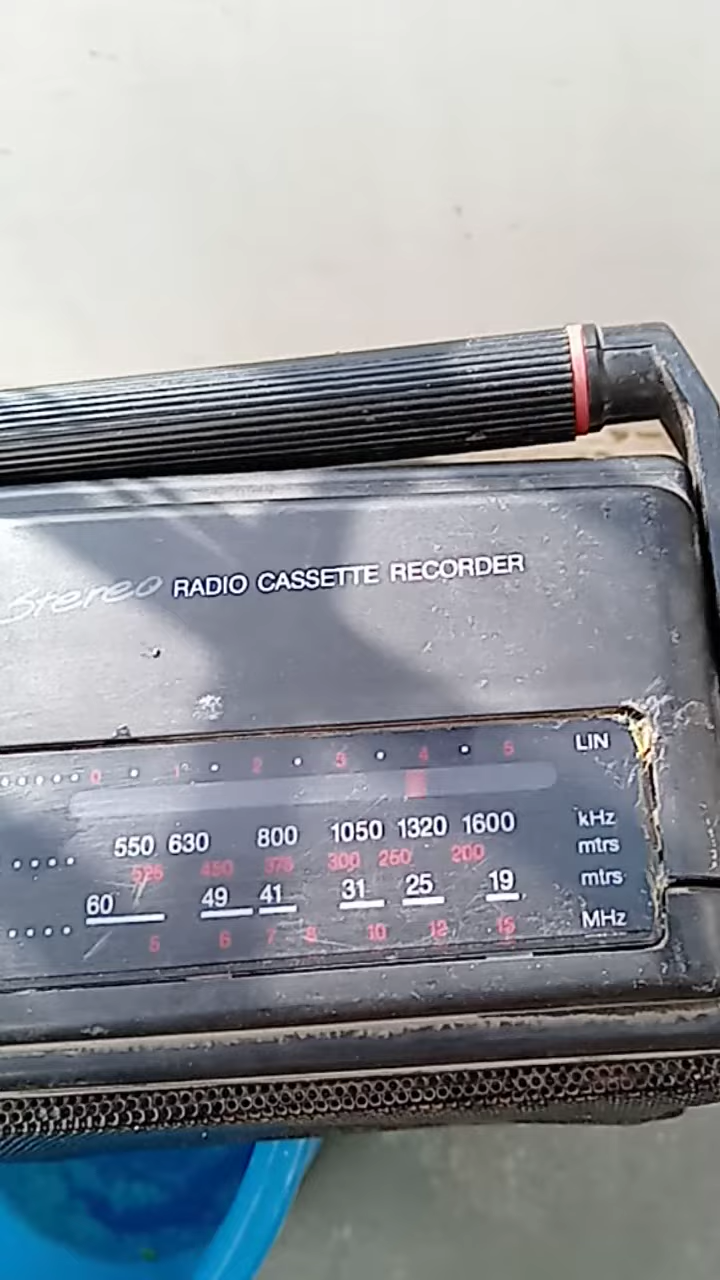 Stereo RADIO CASSETTE RECORDER
0 1 2 3 4 5 LIN
550 630 800 1050 1320 1600 kHz
525 450 375 300 250 200 mtrs
60 49 41 31 25 19 mtrs
5 6 7 8 10 12 15 MHz